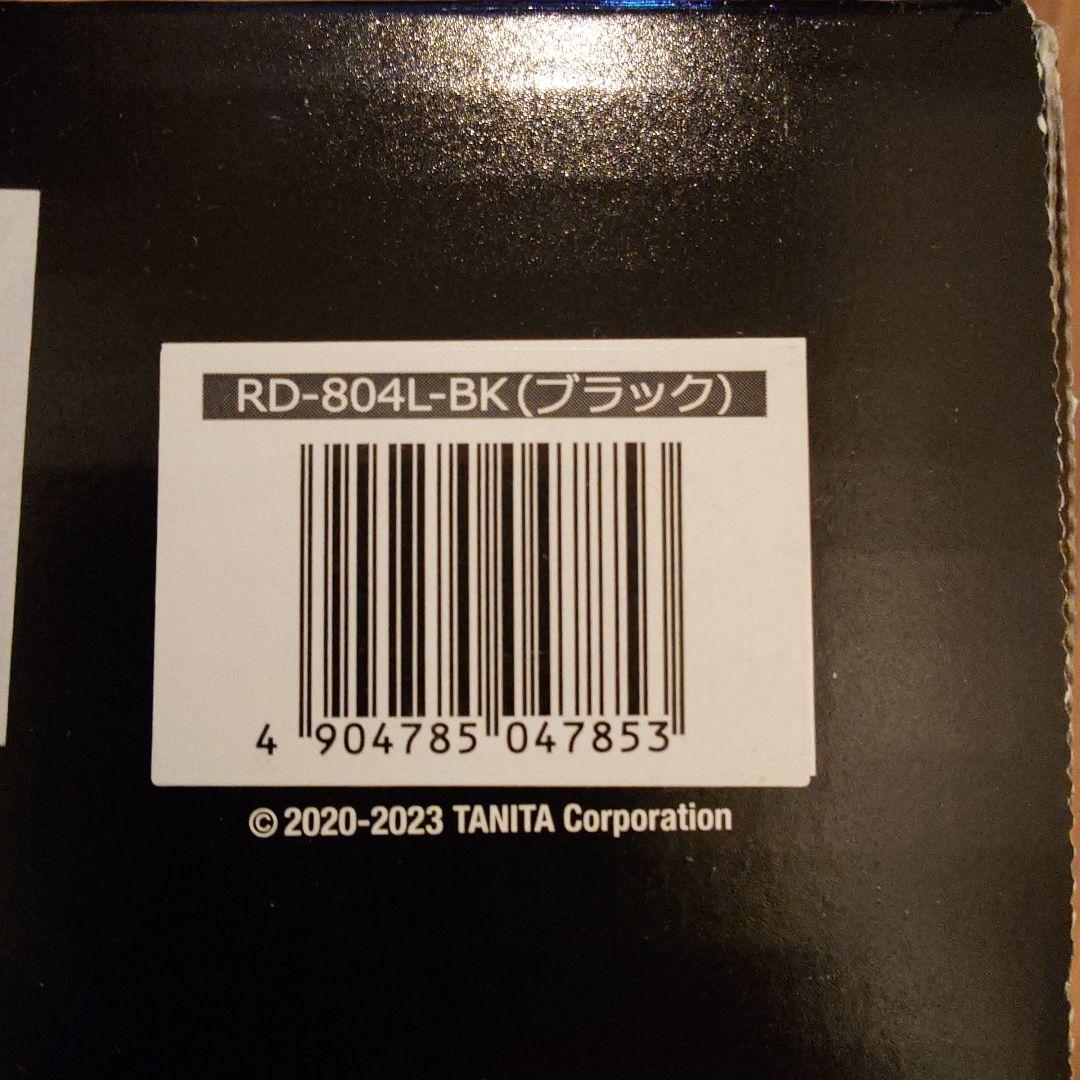 RD-804L-BK(ブラック)
4 904785 047853
© 2020-2023 TANITA Corporation